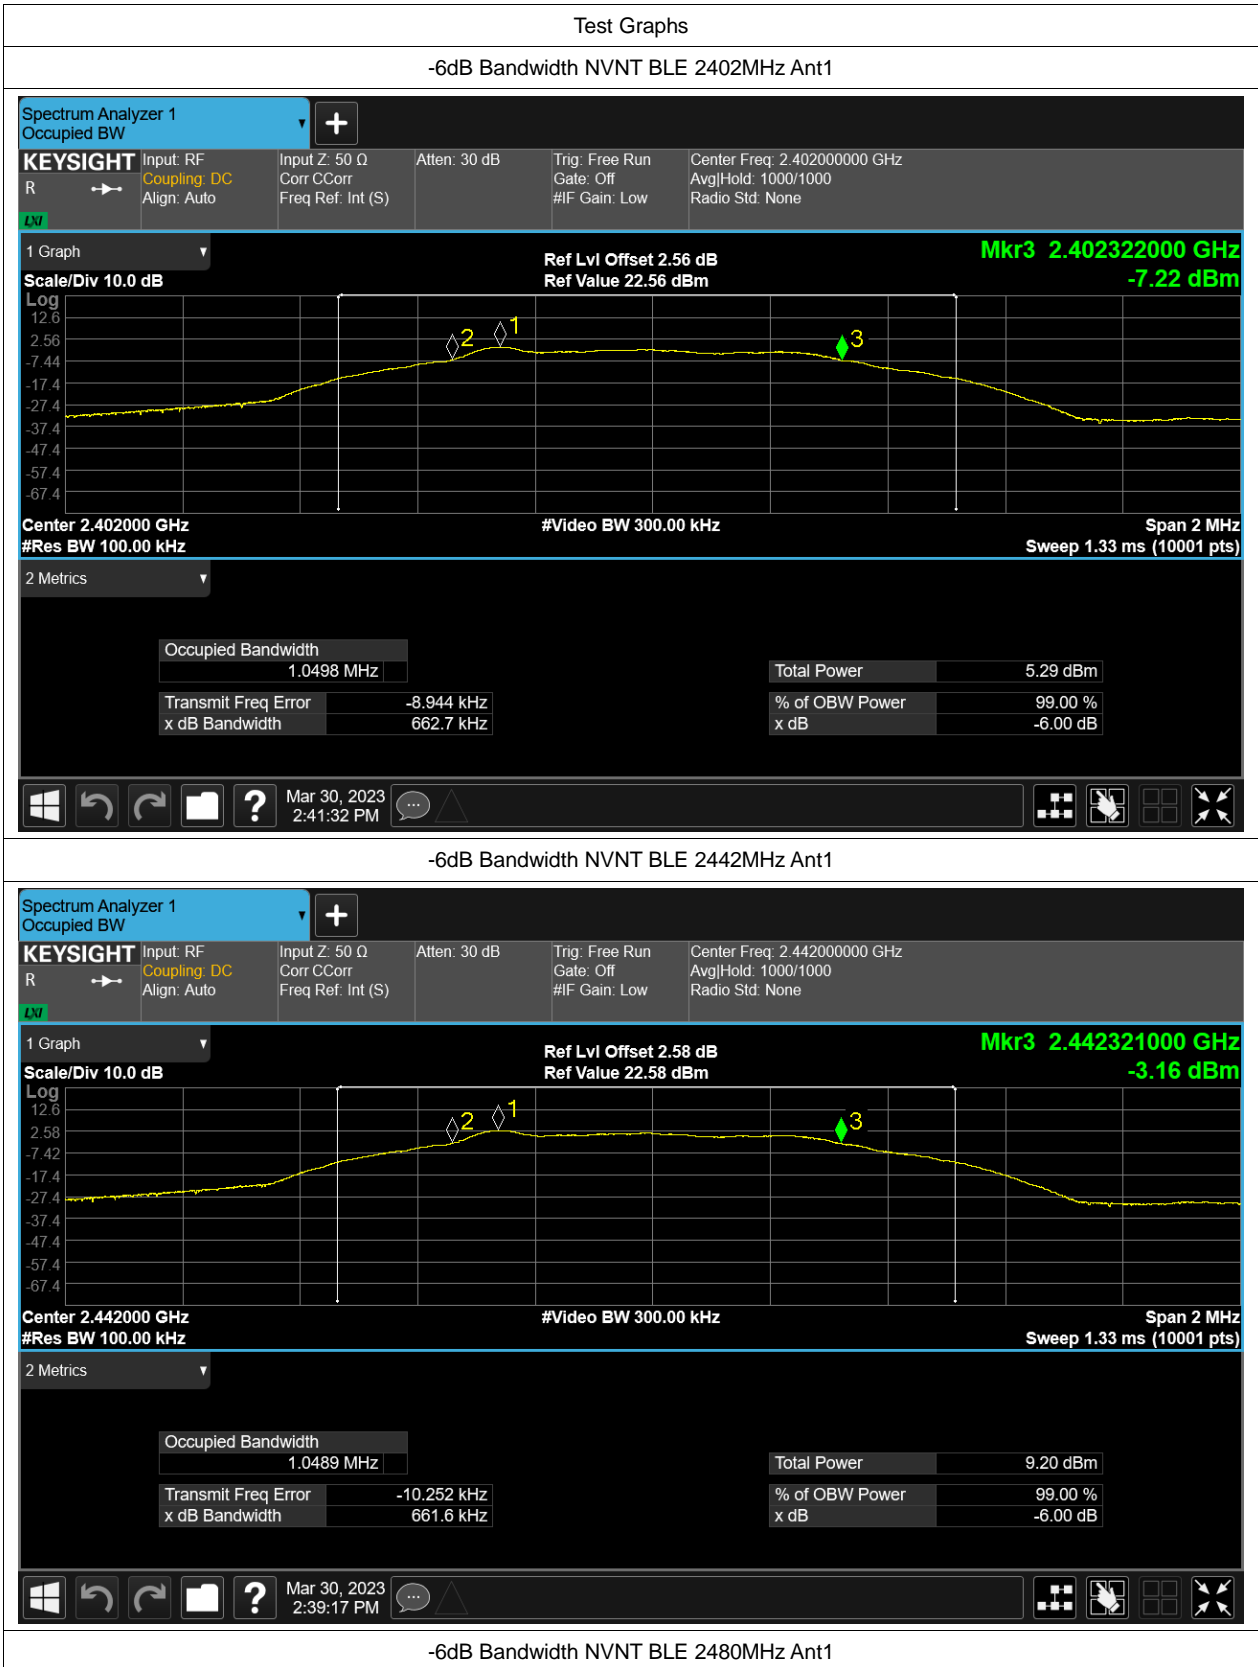 Test Graphs
-6dB Bandwidth NVNT BLE 2402MHz Ant1
Spectrum Analyzer 1
Occupied BW
KEYSIGHT Input: RF Input Z: 50 Ω Atten: 30 dB Trig: Free Run Center Freq: 2.402000000 GHz
R Coupling: DC Corr CCorr Gate: Off Avg|Hold: 1000/1000
Align: Auto Freq Ref: Int (S) #IF Gain: Low Radio Std: None
LXI
1 Graph Ref Lvl Offset 2.56 dB Mkr3 2.402322000 GHz
Scale/Div 10.0 dB Ref Value 22.56 dBm -7.22 dBm
Log
12.6
2.56
-7.44
-17.4
-27.4
-37.4
-47.4
-57.4
-67.4
2 1 3
Center 2.402000 GHz #Video BW 300.00 kHz Span 2 MHz
#Res BW 100.00 kHz Sweep 1.33 ms (10001 pts)
2 Metrics
Occupied Bandwidth
1.0498 MHz Total Power 5.29 dBm
Transmit Freq Error -8.944 kHz % of OBW Power 99.00 %
x dB Bandwidth 662.7 kHz x dB -6.00 dB
? Mar 30, 2023
2:41:32 PM
-6dB Bandwidth NVNT BLE 2442MHz Ant1
Spectrum Analyzer 1
Occupied BW
KEYSIGHT Input: RF Input Z: 50 Ω Atten: 30 dB Trig: Free Run Center Freq: 2.442000000 GHz
R Coupling: DC Corr CCorr Gate: Off Avg|Hold: 1000/1000
Align: Auto Freq Ref: Int (S) #IF Gain: Low Radio Std: None
LXI
1 Graph Ref Lvl Offset 2.58 dB Mkr3 2.442321000 GHz
Scale/Div 10.0 dB Ref Value 22.58 dBm -3.16 dBm
Log
12.6
2.58
-7.42
-17.4
-27.4
-37.4
-47.4
-57.4
-67.4
2 1 3
Center 2.442000 GHz #Video BW 300.00 kHz Span 2 MHz
#Res BW 100.00 kHz Sweep 1.33 ms (10001 pts)
2 Metrics
Occupied Bandwidth
1.0489 MHz Total Power 9.20 dBm
Transmit Freq Error -10.252 kHz % of OBW Power 99.00 %
x dB Bandwidth 661.6 kHz x dB -6.00 dB
? Mar 30, 2023
2:39:17 PM
-6dB Bandwidth NVNT BLE 2480MHz Ant1